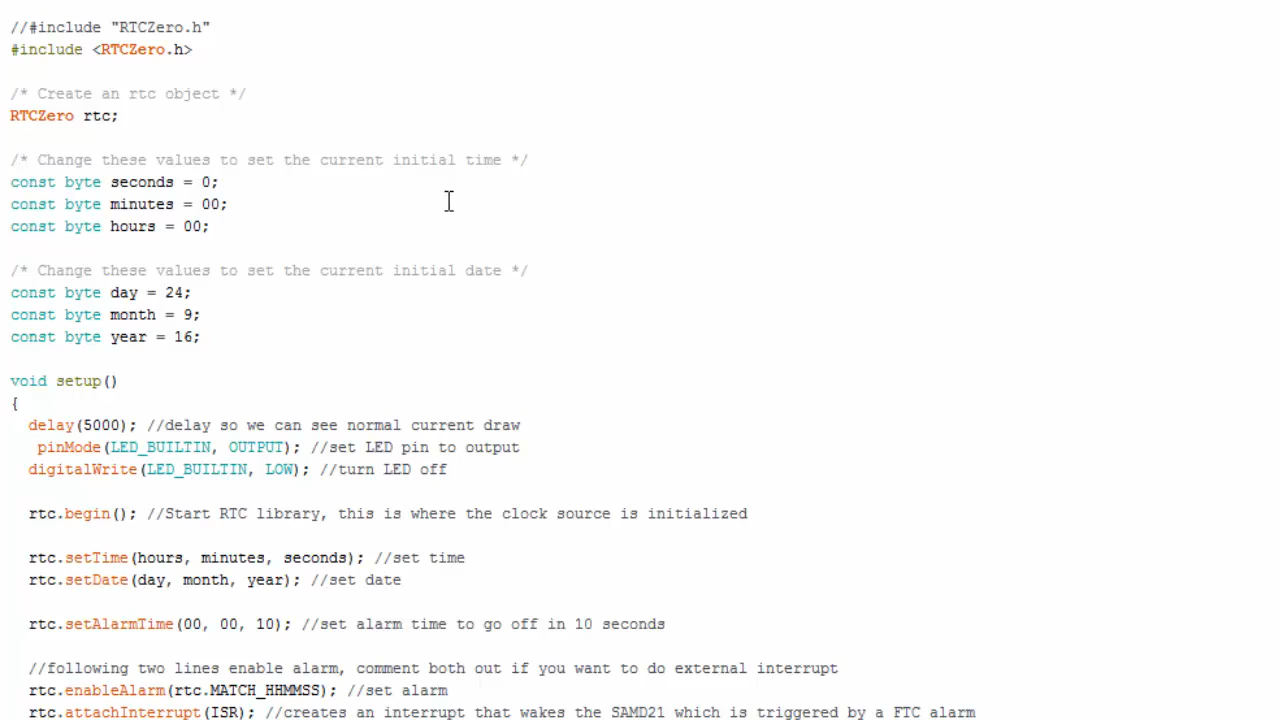 //#include "RTCZero.h"
#include <RTCZero.h>
/* Create an rtc object */
RTCZero rtc;
/* Change these values to set the current initial time */
const byte seconds = 0;
const byte minutes = 00;
const byte hours = 00;
/* Change these values to set the current initial date */
const byte day = 24;
const byte month = 9;
const byte year = 16;
void setup()
{
delay(5000); //delay so we can see normal current draw
pinMode(LED_BUILTIN, OUTPUT); //set LED pin to output
digitalWrite(LED_BUILTIN, LOW); //turn LED off
rtc.begin(); //Start RTC library, this is where the clock source is initialized
rtc.setTime(hours, minutes, seconds); //set time
rtc.setDate(day, month, year); //set date
rtc.setAlarmTime(00, 00, 10); //set alarm time to go off in 10 seconds
//following two lines enable alarm, comment both out if you want to do external interrupt
rtc.enableAlarm(rtc.MATCH_HHMMSS); //set alarm
rtc.attachInterrupt(ISR); //creates an interrupt that wakes the SAMD21 which is triggered by a FTC alarm